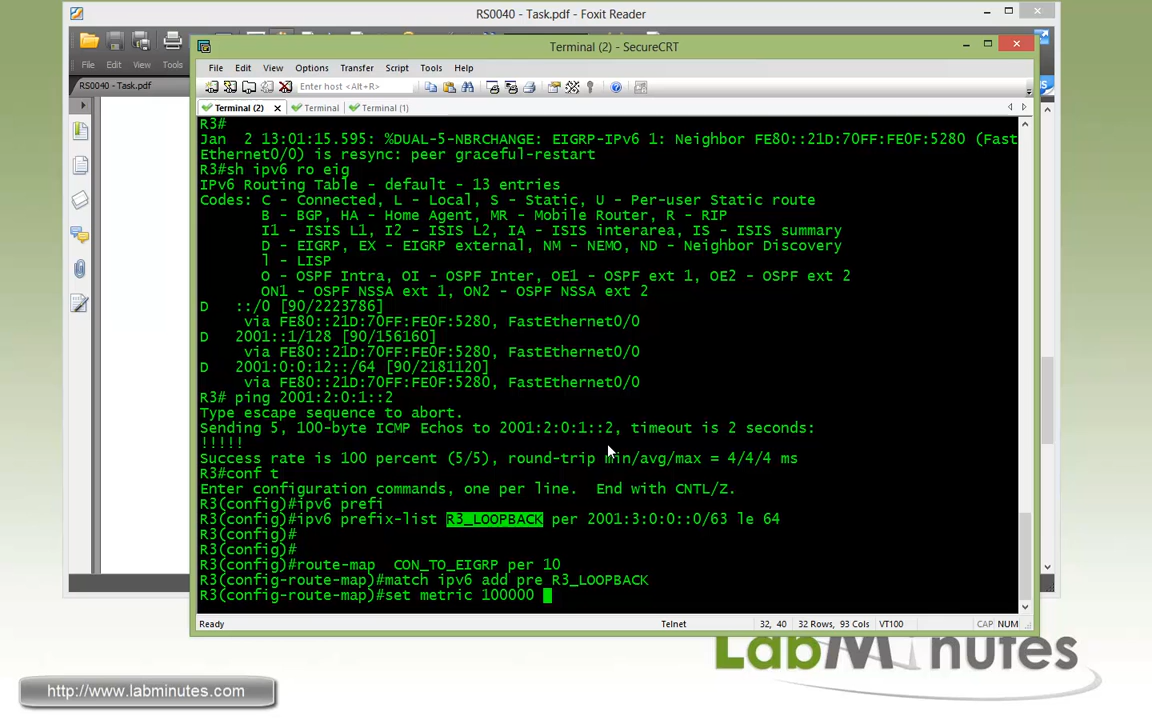 RS0040 - Task.pdf - Foxit Reader
File Edit View Tools
RS0040 - Task.pdf
Terminal (2) - SecureCRT
File Edit View Options Transfer Script Tools Help
Enter host <Alt+R>
Terminal (2) Terminal Terminal (1)
R3#
Jan  2 13:01:15.595: %DUAL-5-NBRCHANGE: EIGRP-IPv6 1: Neighbor FE80::21D:70FF:FE0F:5280 (Fast
Ethernet0/0) is resync: peer graceful-restart
R3#sh ipv6 ro eig
IPv6 Routing Table - default - 13 entries
Codes: C - Connected, L - Local, S - Static, U - Per-user Static route
B - BGP, HA - Home Agent, MR - Mobile Router, R - RIP
I1 - ISIS L1, I2 - ISIS L2, IA - ISIS interarea, IS - ISIS summary
D - EIGRP, EX - EIGRP external, NM - NEMO, ND - Neighbor Discovery
l - LISP
O - OSPF Intra, OI - OSPF Inter, OE1 - OSPF ext 1, OE2 - OSPF ext 2
ON1 - OSPF NSSA ext 1, ON2 - OSPF NSSA ext 2
D   ::/0 [90/2223786]
via FE80::21D:70FF:FE0F:5280, FastEthernet0/0
D   2001::1/128 [90/156160]
via FE80::21D:70FF:FE0F:5280, FastEthernet0/0
D   2001:0:0:12::/64 [90/2181120]
via FE80::21D:70FF:FE0F:5280, FastEthernet0/0
R3# ping 2001:2:0:1::2
Type escape sequence to abort.
Sending 5, 100-byte ICMP Echos to 2001:2:0:1::2, timeout is 2 seconds:
!!!!!
Success rate is 100 percent (5/5), round-trip min/avg/max = 4/4/4 ms
R3#conf t
Enter configuration commands, one per line.  End with CNTL/Z.
R3(config)#ipv6 prefi
R3(config)#ipv6 prefix-list R3_LOOPBACK per 2001:3:0:0::0/63 le 64
R3(config)#
R3(config)#
R3(config)#route-map  CON_TO_EIGRP per 10
R3(config-route-map)#match ipv6 add pre R3_LOOPBACK
R3(config-route-map)#set metric 100000
Ready Telnet 32, 40 32 Rows, 93 Cols VT100 CAP NUM
LabMinutes
http://www.labminutes.com